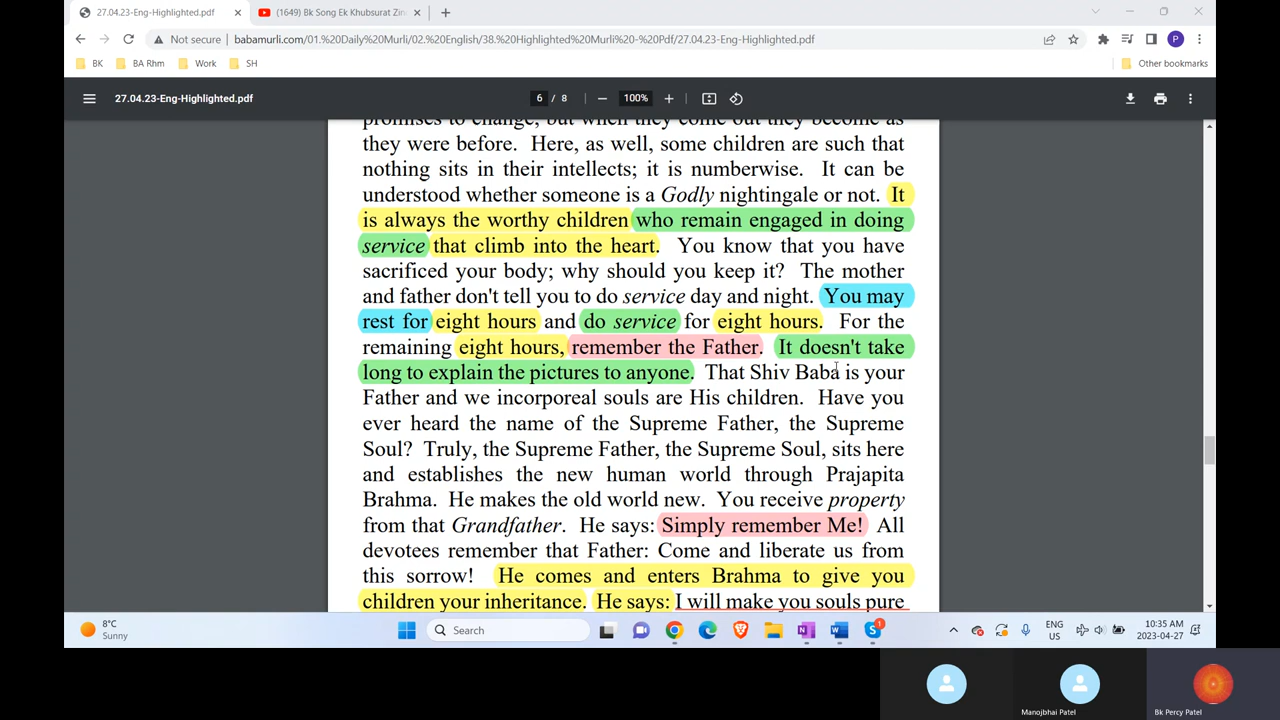 27.04.23-Eng-Highlighted.pdf
(1649) Bk Song Ek Khubsurat Zin
Not secure
babamurli.com/01.%20Daily%20Murli/02.%20English/38.%20Highlighted%20Murli%20-%20Pdf/27.04.23-Eng-Highlighted.pdf
P
BK
BA Rhm
Work
SH
Other bookmarks
27.04.23-Eng-Highlighted.pdf
6 / 8
100%
promises to change, but when they come out they become as
they were before. Here, as well, some children are such that
nothing sits in their intellects; it is numberwise. It can be
understood whether someone is a Godly nightingale or not. It
is always the worthy children who remain engaged in doing
service that climb into the heart. You know that you have
sacrificed your body; why should you keep it? The mother
and father don't tell you to do service day and night. You may
rest for eight hours and do service for eight hours. For the
remaining eight hours, remember the Father. It doesn't take
long to explain the pictures to anyone. That Shiv Baba is your
Father and we incorporeal souls are His children. Have you
ever heard the name of the Supreme Father, the Supreme
Soul? Truly, the Supreme Father, the Supreme Soul, sits here
and establishes the new human world through Prajapita
Brahma. He makes the old world new. You receive property
from that Grandfather. He says: Simply remember Me! All
devotees remember that Father: Come and liberate us from
this sorrow! He comes and enters Brahma to give you
children your inheritance. He says: I will make you souls pure
8°C
Sunny
Search
1
ENG
US
10:35 AM
2023-04-27
Manojbhai Patel
Bk Percy Patel